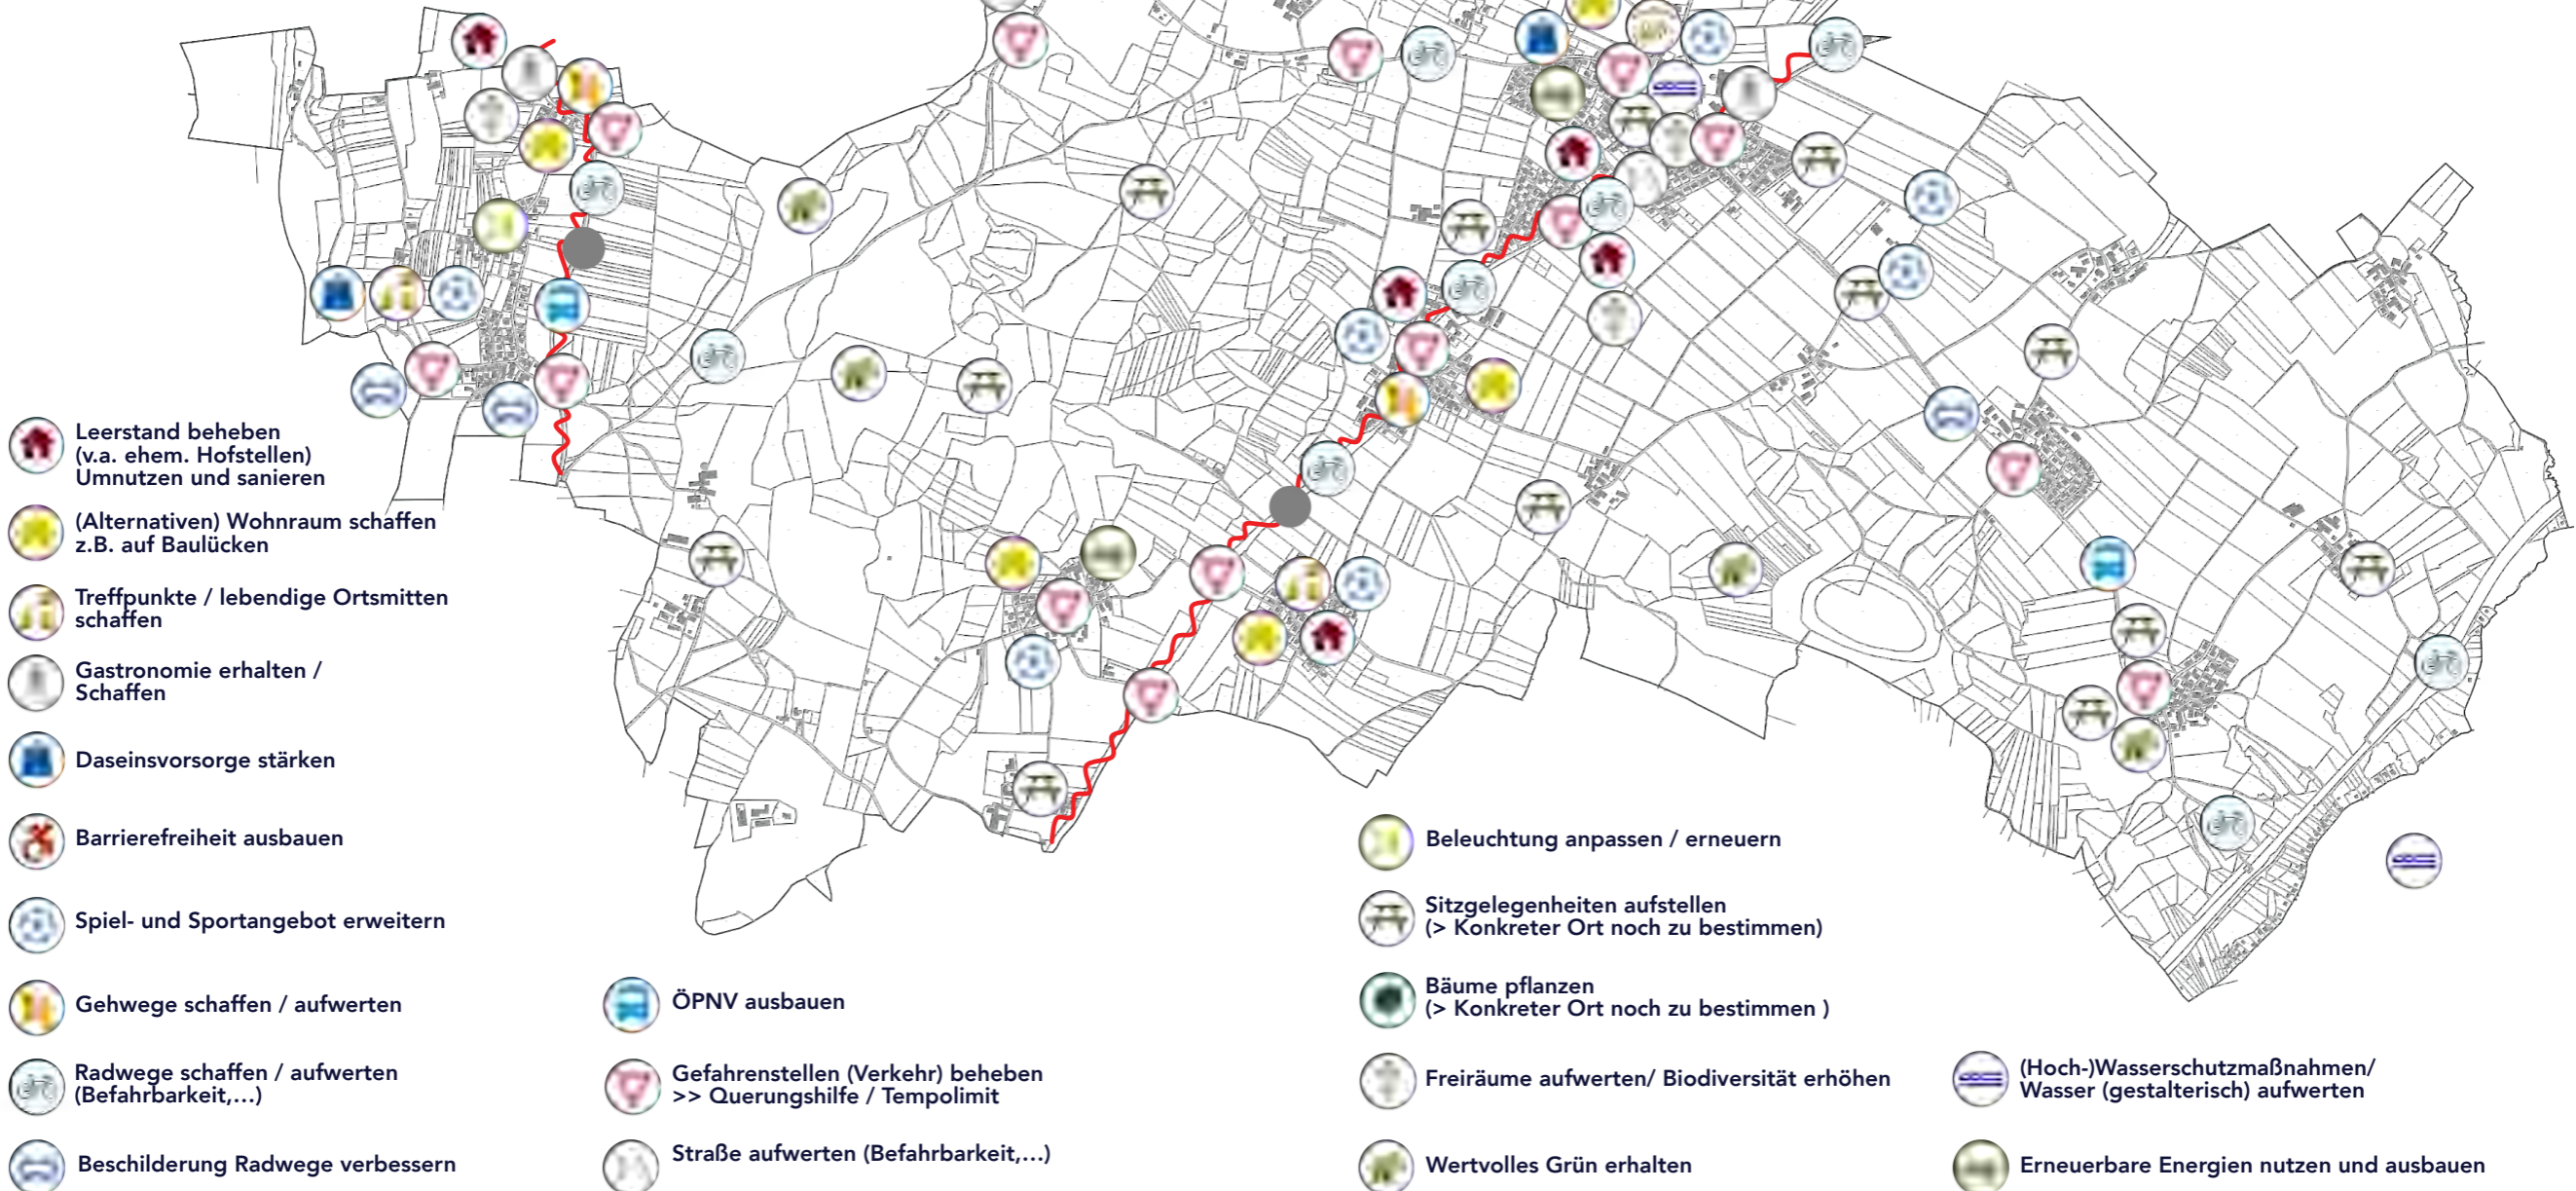 Leerstand beheben
(v.a. ehem. Hofstellen)
Umnutzen und sanieren
(Alternativen) Wohnraum schaffen
z.B. auf Baulücken
Treffpunkte / lebendige Ortsmitten
schaffen
Gastronomie erhalten /
Schaffen
Daseinsvorsorge stärken
Barrierefreiheit ausbauen
Spiel- und Sportangebot erweitern
Gehwege schaffen / aufwerten
Radwege schaffen / aufwerten
(Befahrbarkeit,...)
Beschilderung Radwege verbessern
ÖPNV ausbauen
Gefahrenstellen (Verkehr) beheben
>> Querungshilfe / Tempolimit
Straße aufwerten (Befahrbarkeit,...)
Beleuchtung anpassen / erneuern
Sitzgelegenheiten aufstellen
(> Konkreter Ort noch zu bestimmen)
Bäume pflanzen
(> Konkreter Ort noch zu bestimmen )
Freiräume aufwerten/ Biodiversität erhöhen
Wertvolles Grün erhalten
(Hoch-)Wasserschutzmaßnahmen/
Wasser (gestalterisch) aufwerten
Erneuerbare Energien nutzen und ausbauen